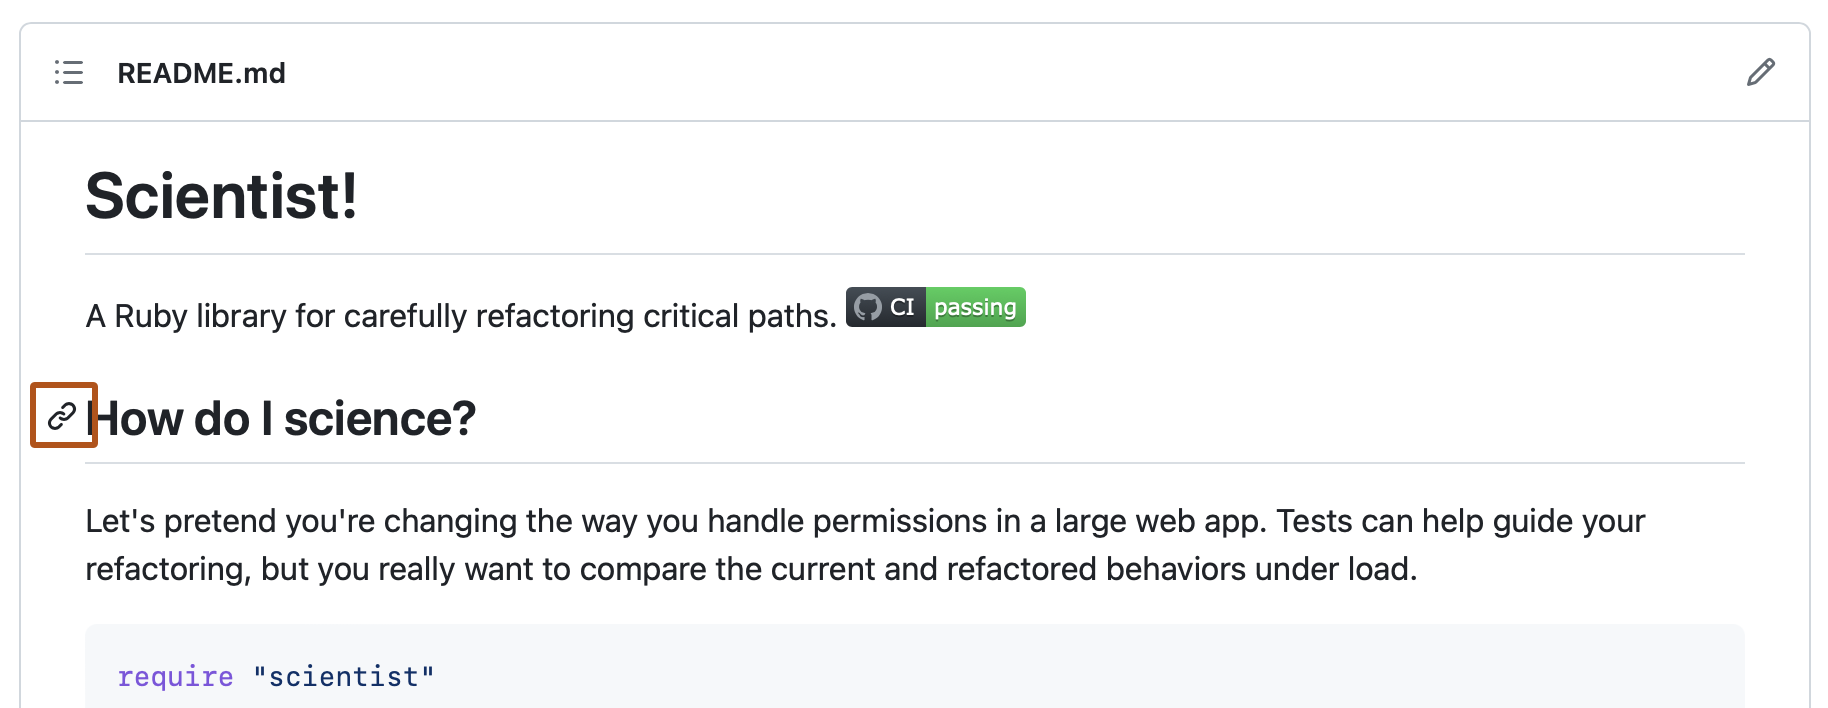 README.md
Scientist!
A Ruby library for carefully refactoring critical paths. CI passing
How do I science?
Let's pretend you're changing the way you handle permissions in a large web app. Tests can help guide your
refactoring, but you really want to compare the current and refactored behaviors under load.
require "scientist"